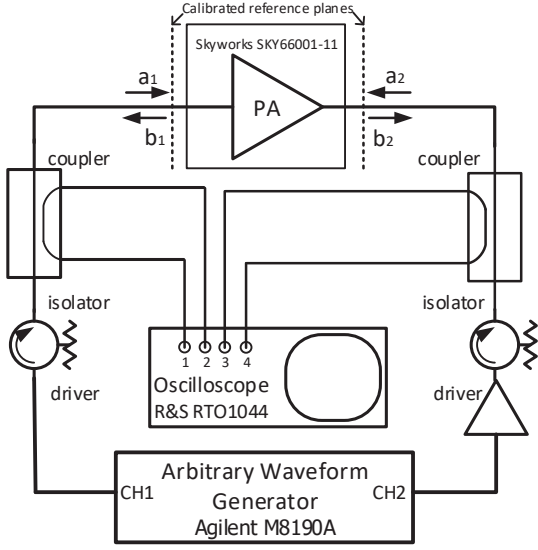 Calibrated reference planes
Skyworks SKY66001-11
a1
a2
PA
b1
b2
coupler
coupler
isolator
isolator
1 2 3 4
driver
driver
Oscilloscope
R&S RTO1044
Arbitrary Waveform
CH1
CH2
Generator
Agilent M8190A